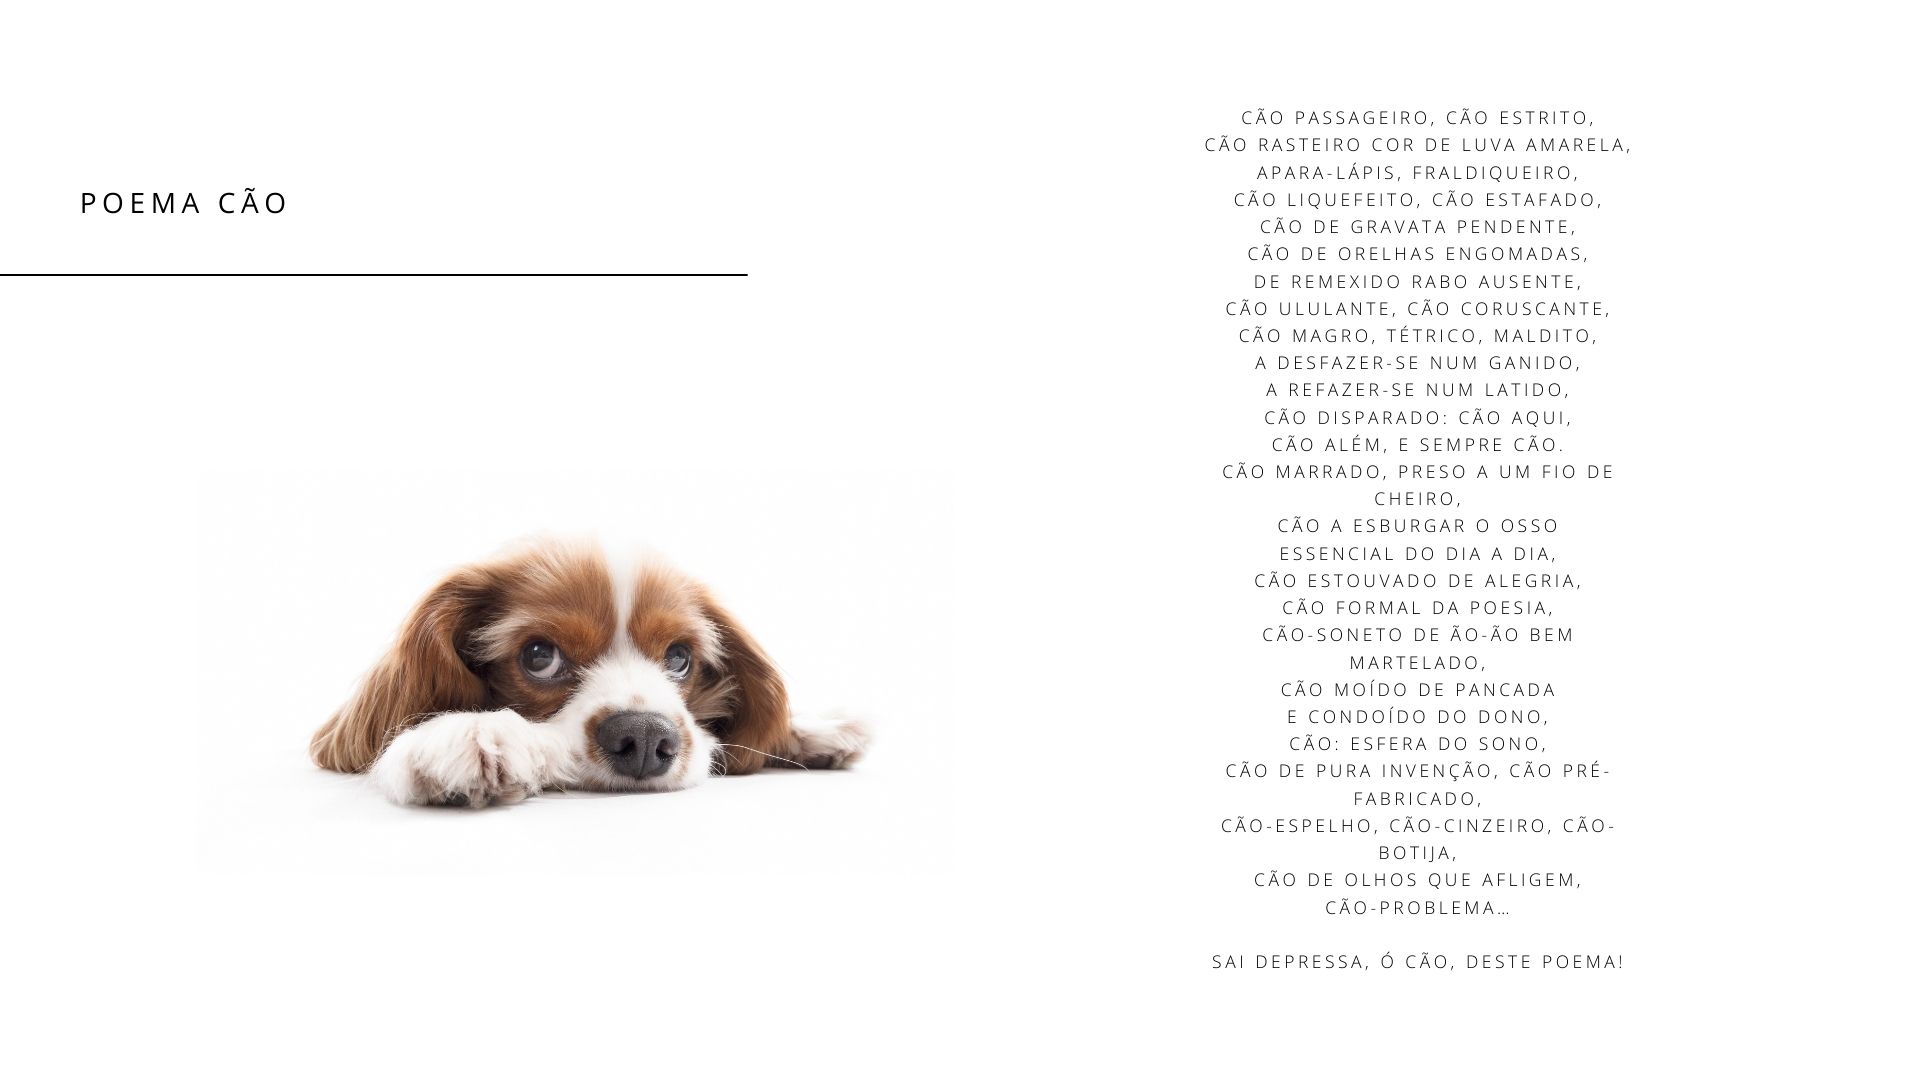 POEMA CÃO
CÃO PASSAGEIRO, CÃO ESTRITO,
CÃO RASTEIRO COR DE LUVA AMARELA,
APARA-LÁPIS, FRALDIQUEIRO,
CÃO LIQUEFEITO, CÃO ESTAFADO,
CÃO DE GRAVATA PENDENTE,
CÃO DE ORELHAS ENGOMADAS,
DE REMEXIDO RABO AUSENTE,
CÃO ULULANTE, CÃO CORUSCANTE,
CÃO MAGRO, TÉTRICO, MALDITO,
A DESFAZER-SE NUM GANIDO,
A REFAZER-SE NUM LATIDO,
CÃO DISPARADO: CÃO AQUI,
CÃO ALÉM, E SEMPRE CÃO.
CÃO MARRADO, PRESO A UM FIO DE
CHEIRO,
CÃO A ESBURGAR O OSSO
ESSENCIAL DO DIA A DIA,
CÃO ESTOUVADO DE ALEGRIA,
CÃO FORMAL DA POESIA,
CÃO-SONETO DE ÃO-ÃO BEM
MARTELADO,
CÃO MOÍDO DE PANCADA
E CONDOÍDO DO DONO,
CÃO: ESFERA DO SONO,
CÃO DE PURA INVENÇÃO, CÃO PRÉ-
FABRICADO,
CÃO-ESPELHO, CÃO-CINZEIRO, CÃO-
BOTIJA,
CÃO DE OLHOS QUE AFLIGEM,
CÃO-PROBLEMA…
SAI DEPRESSA, Ó CÃO, DESTE POEMA!